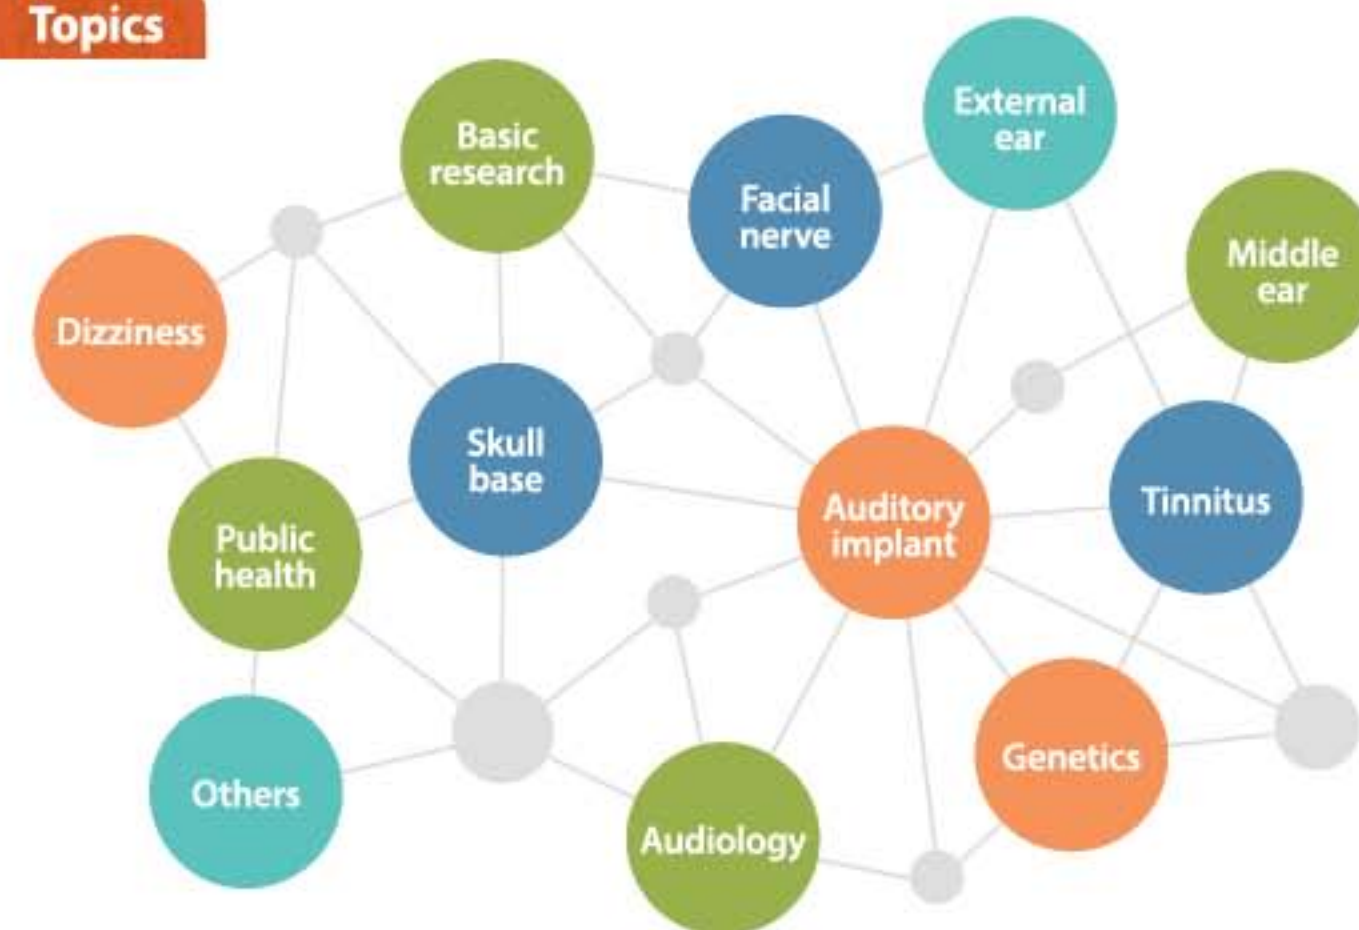 Topics
Basic
research
Facial
nerve
External
ear
Middle
ear
Dizziness
Skull
base
Auditory
implant
Tinnitus
Public
health
Others
Audiology
Genetics